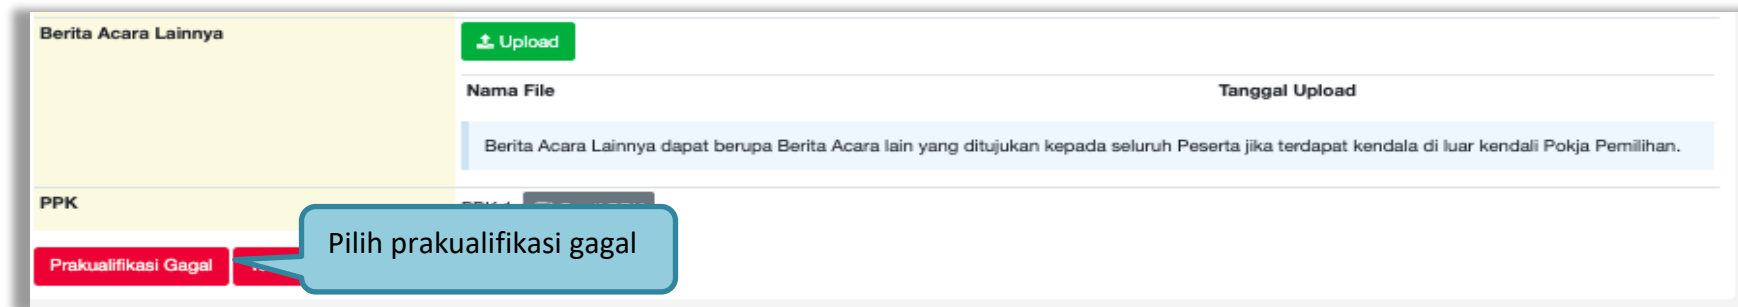 Berita Acara Lainnya
Upload
Nama File Tanggal Upload
Berita Acara Lainnya dapat berupa Berita Acara lain yang ditujukan kepada seluruh Peserta jika terdapat kendala di luar kendali Pokja Pemilihan.
PPK
Pilih prakualifikasi gagal
Prakualifikasi Gagal